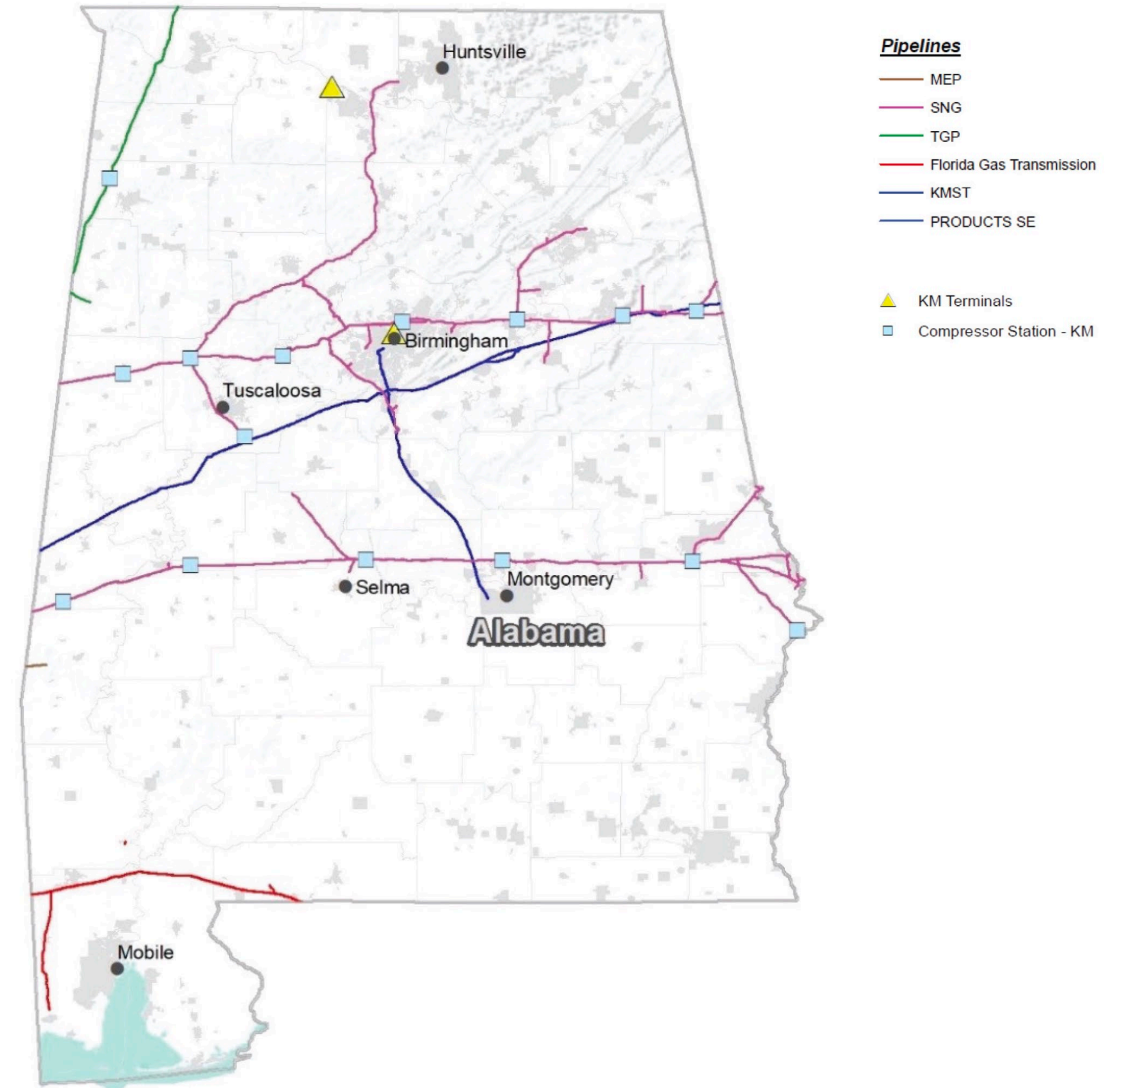 Huntsville
Birmingham
Tuscaloosa
Selma
Montgomery
Alabama
Mobile
Pipelines
MEP
SNG
TGP
Florida Gas Transmission
KMST
PRODUCTS SE
KM Terminals
Compressor Station - KM